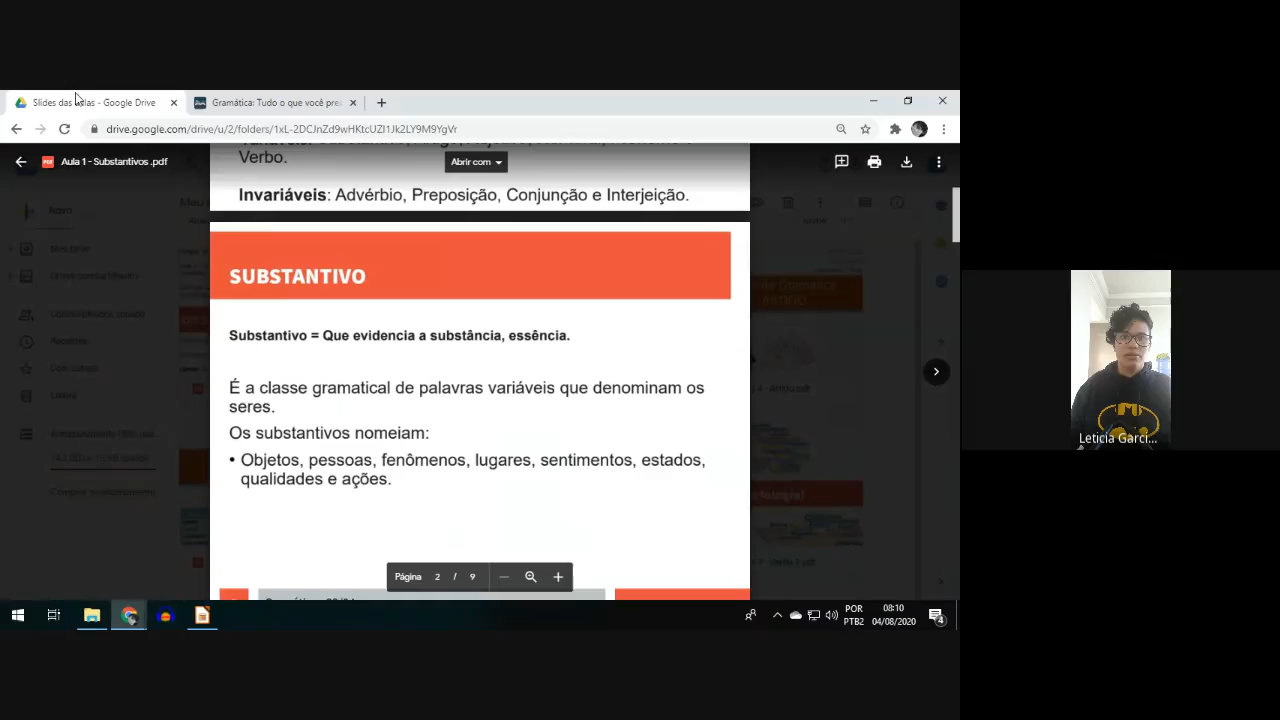 Slides das aulas - Google Drive
Gramática: Tudo o que você pre
drive.google.com/drive/u/2/folders/1xL-2DCJnZd9wHKtcUZI1Jk2LY9M9YgVr
PDF Aula 1 - Substantivos .pdf
Verbo.
Abrir com
Invariáveis: Advérbio, Preposição, Conjunção e Interjeição.
Novo
SUBSTANTIVO
Substantivo = Que evidencia a substância, essência.
É a classe gramatical de palavras variáveis que denominam os
seres.
Os substantivos nomeiam:
• Objetos, pessoas, fenômenos, lugares, sentimentos, estados,
qualidades e ações.
Leticia Garci...
Página 2 / 9
POR
PTB2
08:10
04/08/2020
4